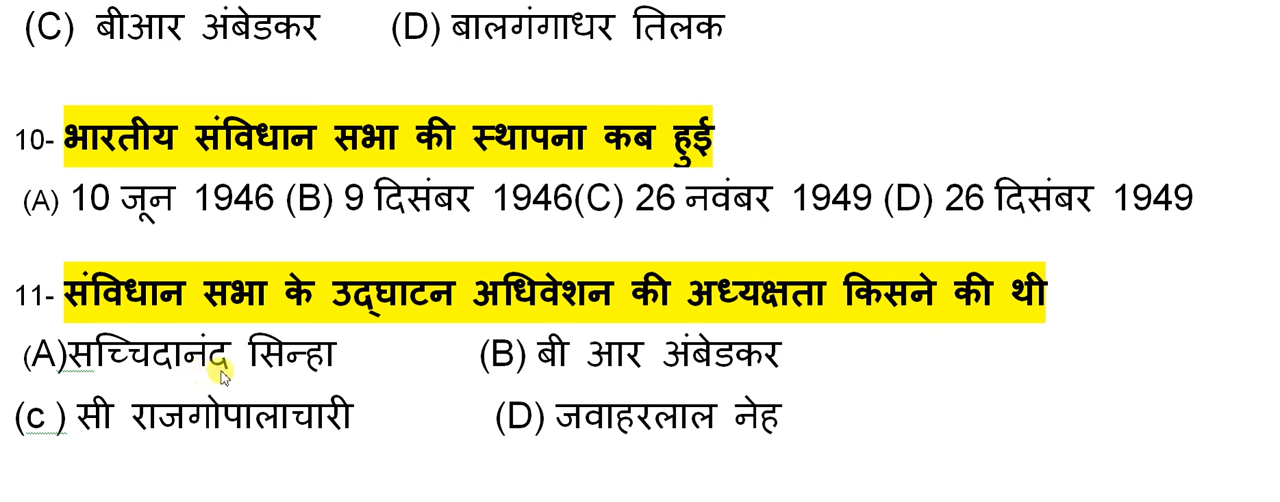 (C) बीआर अंबेडकर (D) बालगंगाधर तिलक
10- भारतीय संविधान सभा की स्थापना कब हुई
(A) 10 जून 1946 (B) 9 दिसंबर 1946(C) 26 नवंबर 1949 (D) 26 दिसंबर 1949
11- संविधान सभा के उद्घाटन अधिवेशन की अध्यक्षता किसने की थी
(A)सच्चिदानंद सिन्हा (B) बी आर अंबेडकर
(c ) सी राजगोपालाचारी (D) जवाहरलाल नेह